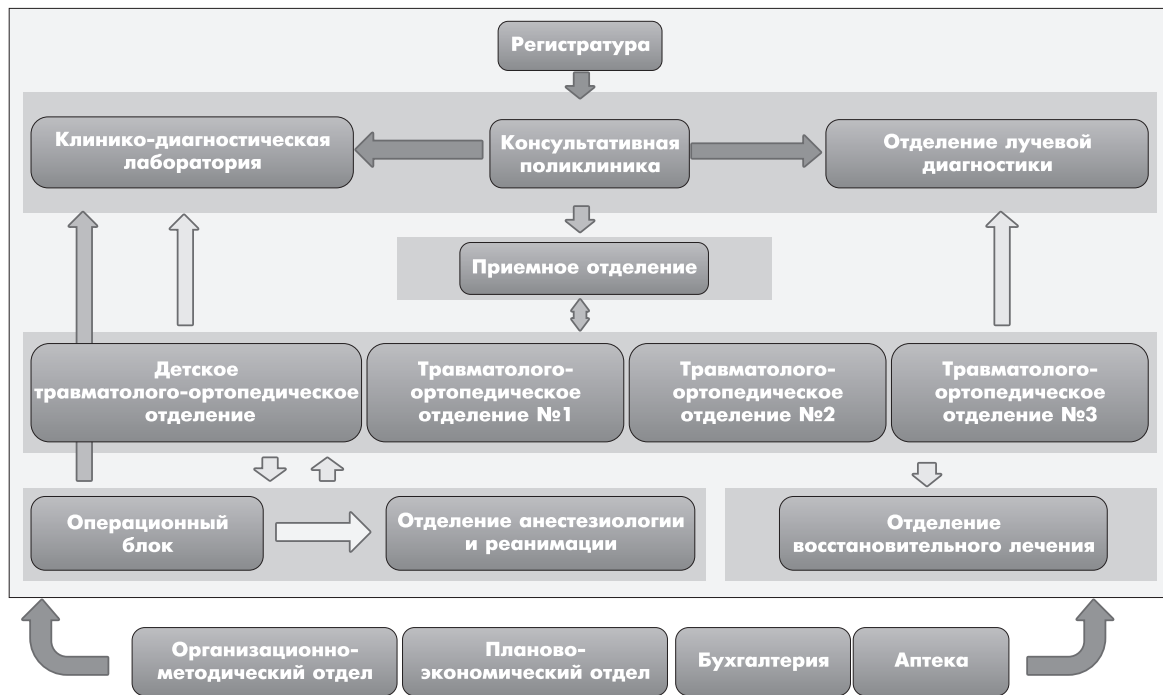 Регистратура
Клинико-диагностическая
лаборатория
Консультативная
поликлиника
Отделение лучевой
диагностики
Приемное отделение
Детское
травматолого-ортопедическое
отделение
Травматолого-
ортопедическое
отделение №1
Травматолого-
ортопедическое
отделение №2
Травматолого-
ортопедическое
отделение №3
Операционный
блок
Отделение анестезиологии
и реанимации
Отделение
восстановительного лечения
Организационно-
методический отдел
Планово-
экономический отдел
Бухгалтерия
Аптека